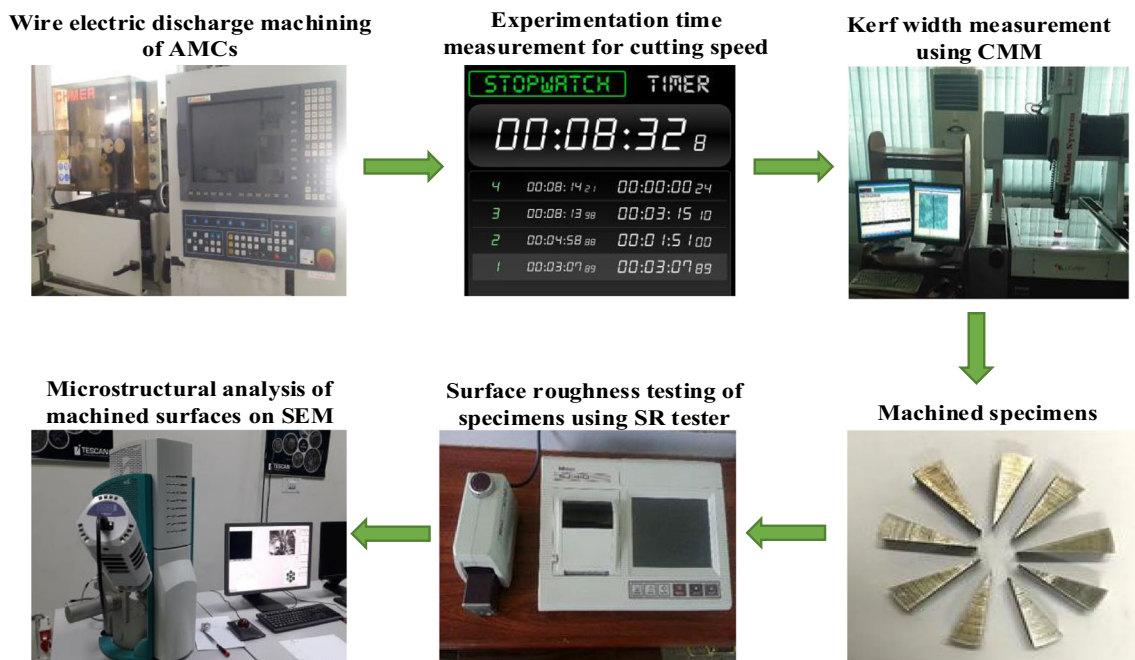 Wire electric discharge machining
of AMCs
Experimentation time
measurement for cutting speed
Kerf width measurement
using CMM
CHMER
STOPWATCH TIMER
00:08:32 8
4 00:08:14 21 00:00:00 24
3 00:08:13 98 00:03:15 10
2 00:04:58 88 00:01:51 00
1 00:03:07 89 00:03:07 89
Vision System
Microstructural analysis of
machined surfaces on SEM
Surface roughness testing of
specimens using SR tester
Machined specimens
TESCAN
TESCAN